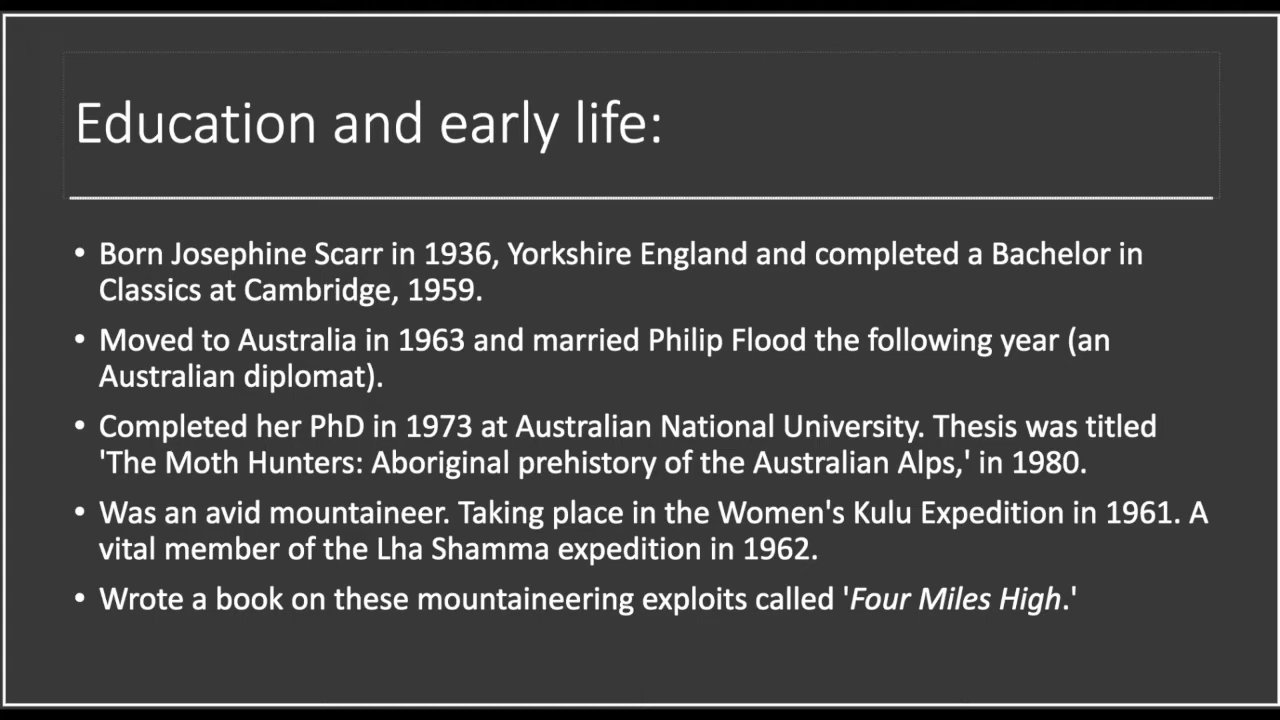 Education and early life:
• Born Josephine Scarr in 1936, Yorkshire England and completed a Bachelor in
Classics at Cambridge, 1959.
• Moved to Australia in 1963 and married Philip Flood the following year (an
Australian diplomat).
• Completed her PhD in 1973 at Australian National University. Thesis was titled
'The Moth Hunters: Aboriginal prehistory of the Australian Alps,' in 1980.
• Was an avid mountaineer. Taking place in the Women's Kulu Expedition in 1961. A
vital member of the Lha Shamma expedition in 1962.
• Wrote a book on these mountaineering exploits called 'Four Miles High.'